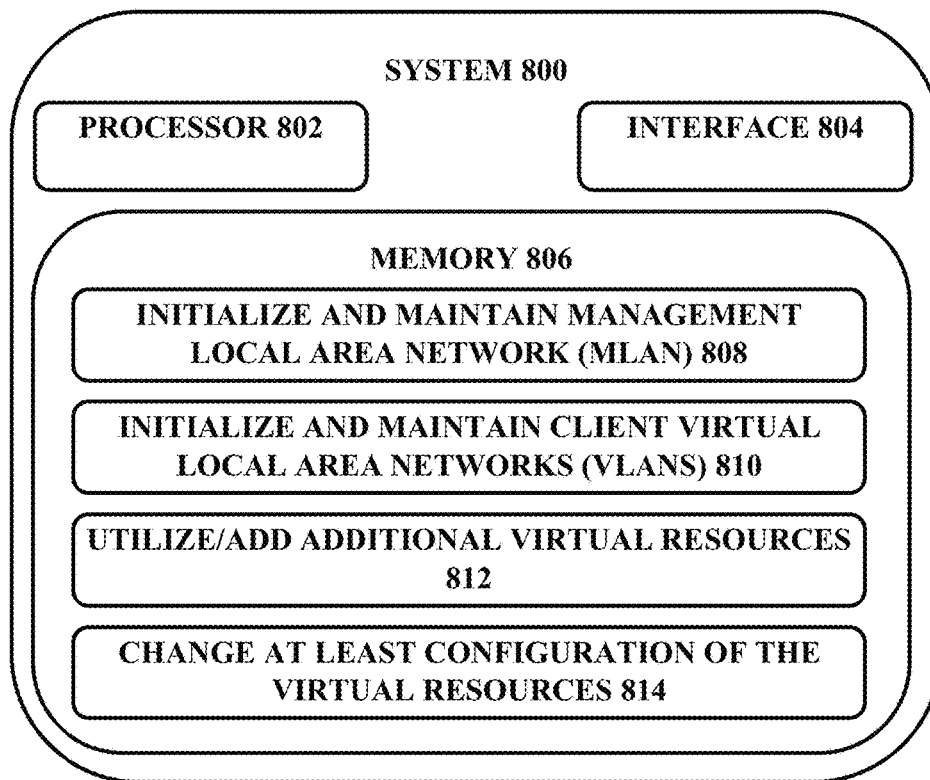 SYSTEM 800
PROCESSOR 802
INTERFACE 804
MEMORY 806
INITIALIZE AND MAINTAIN MANAGEMENT
LOCAL AREA NETWORK (MLAN) 808
INITIALIZE AND MAINTAIN CLIENT VIRTUAL
LOCAL AREA NETWORKS (VLANS) 810
UTILIZE/ADD ADDITIONAL VIRTUAL RESOURCES
812
CHANGE AT LEAST CONFIGURATION OF THE
VIRTUAL RESOURCES 814